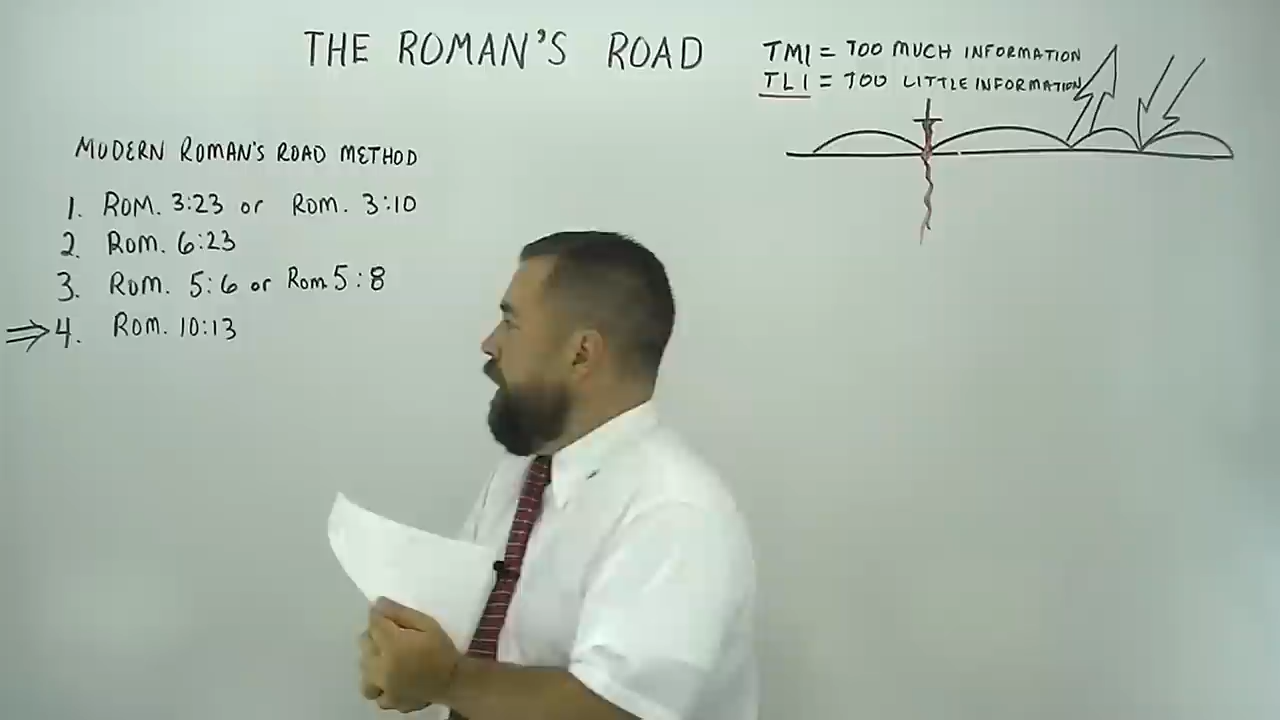 THE ROMAN'S ROAD
TMI = TOO MUCH INFORMATION
TLI = TOO LITTLE INFORMATION
MODERN ROMAN'S ROAD METHOD
1. ROM. 3:23 or ROM. 3:10
2. Rom. 6:23
3. Rom. 5:6 or Rom 5:8
⇒ 4. Rom. 10:13